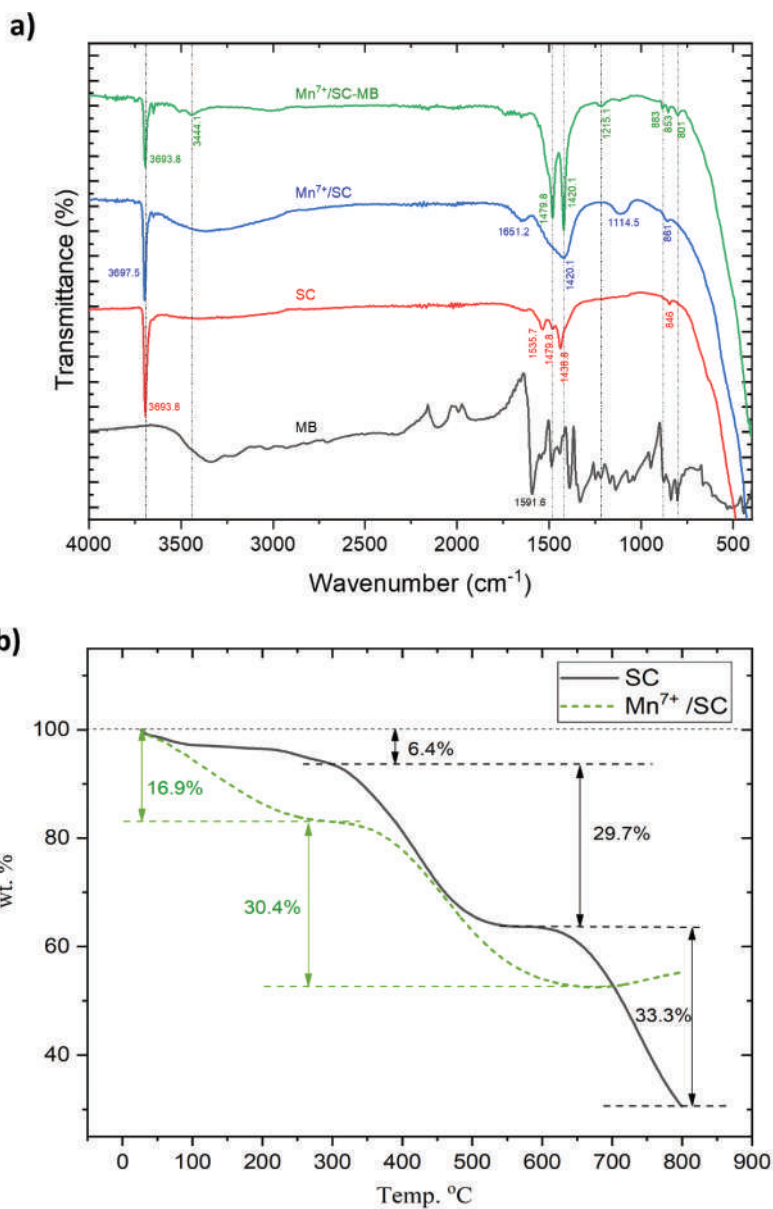 a)
Mn7+/SC-MB
3693.8
3444.1
1479.8
1420.1
1215.1
883
853
801
Mn7+/SC
3697.5
1651.2
1420.1
1114.5
861
SC
3693.8
1535.7
1479.8
1438.8
846
MB
1591.6
Transmittance (%)
4000 3500 3000 2500 2000 1500 1000 500
Wavenumber (cm-1)
b)
SC
Mn7+ /SC
100
80
60
40
wt. %
6.4%
16.9%
29.7%
30.4%
33.3%
0 100 200 300 400 500 600 700 800 900
Temp. oC